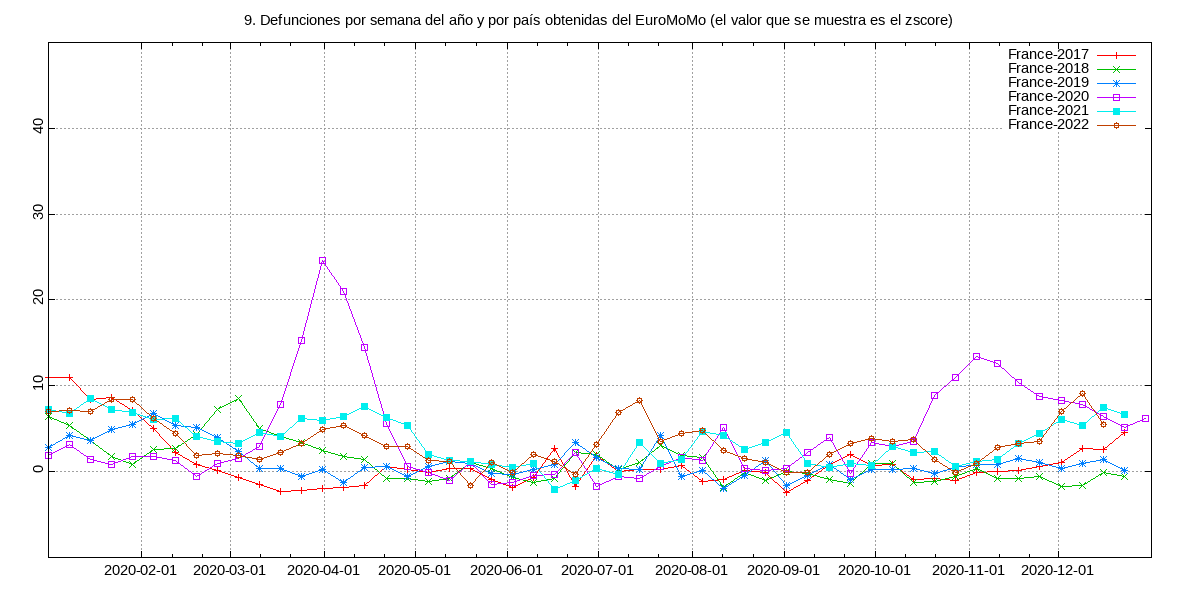 9. Defunciones por semana del año y por país obtenidas del EuroMoMo (el valor que se muestra es el zscore)
France-2017
France-2018
France-2019
France-2020
France-2021
France-2022
40
30
20
10
0
2020-02-01 2020-03-01 2020-04-01 2020-05-01 2020-06-01 2020-07-01 2020-08-01 2020-09-01 2020-10-01 2020-11-01 2020-12-01